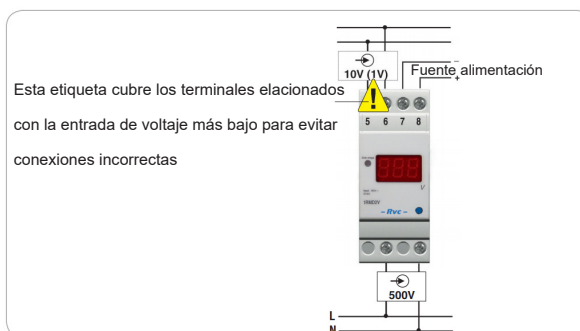 10V (1V)
Fuente alimentación
−
+
Esta etiqueta cubre los terminales elacionados
con la entrada de voltaje más bajo para evitar
conexiones incorrectas
!
5 6 7 8
888
V
- Rvc -
500V
L
N